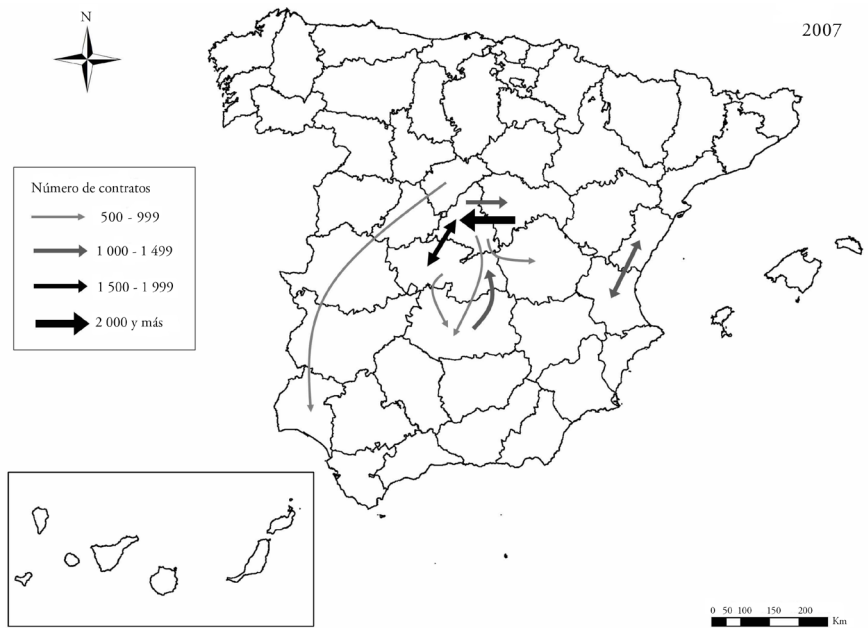 N
2007
Número de contratos
500 - 999
1 000 - 1 499
1 500 - 1 999
2 000 y más
0 50 100 150 200
Km